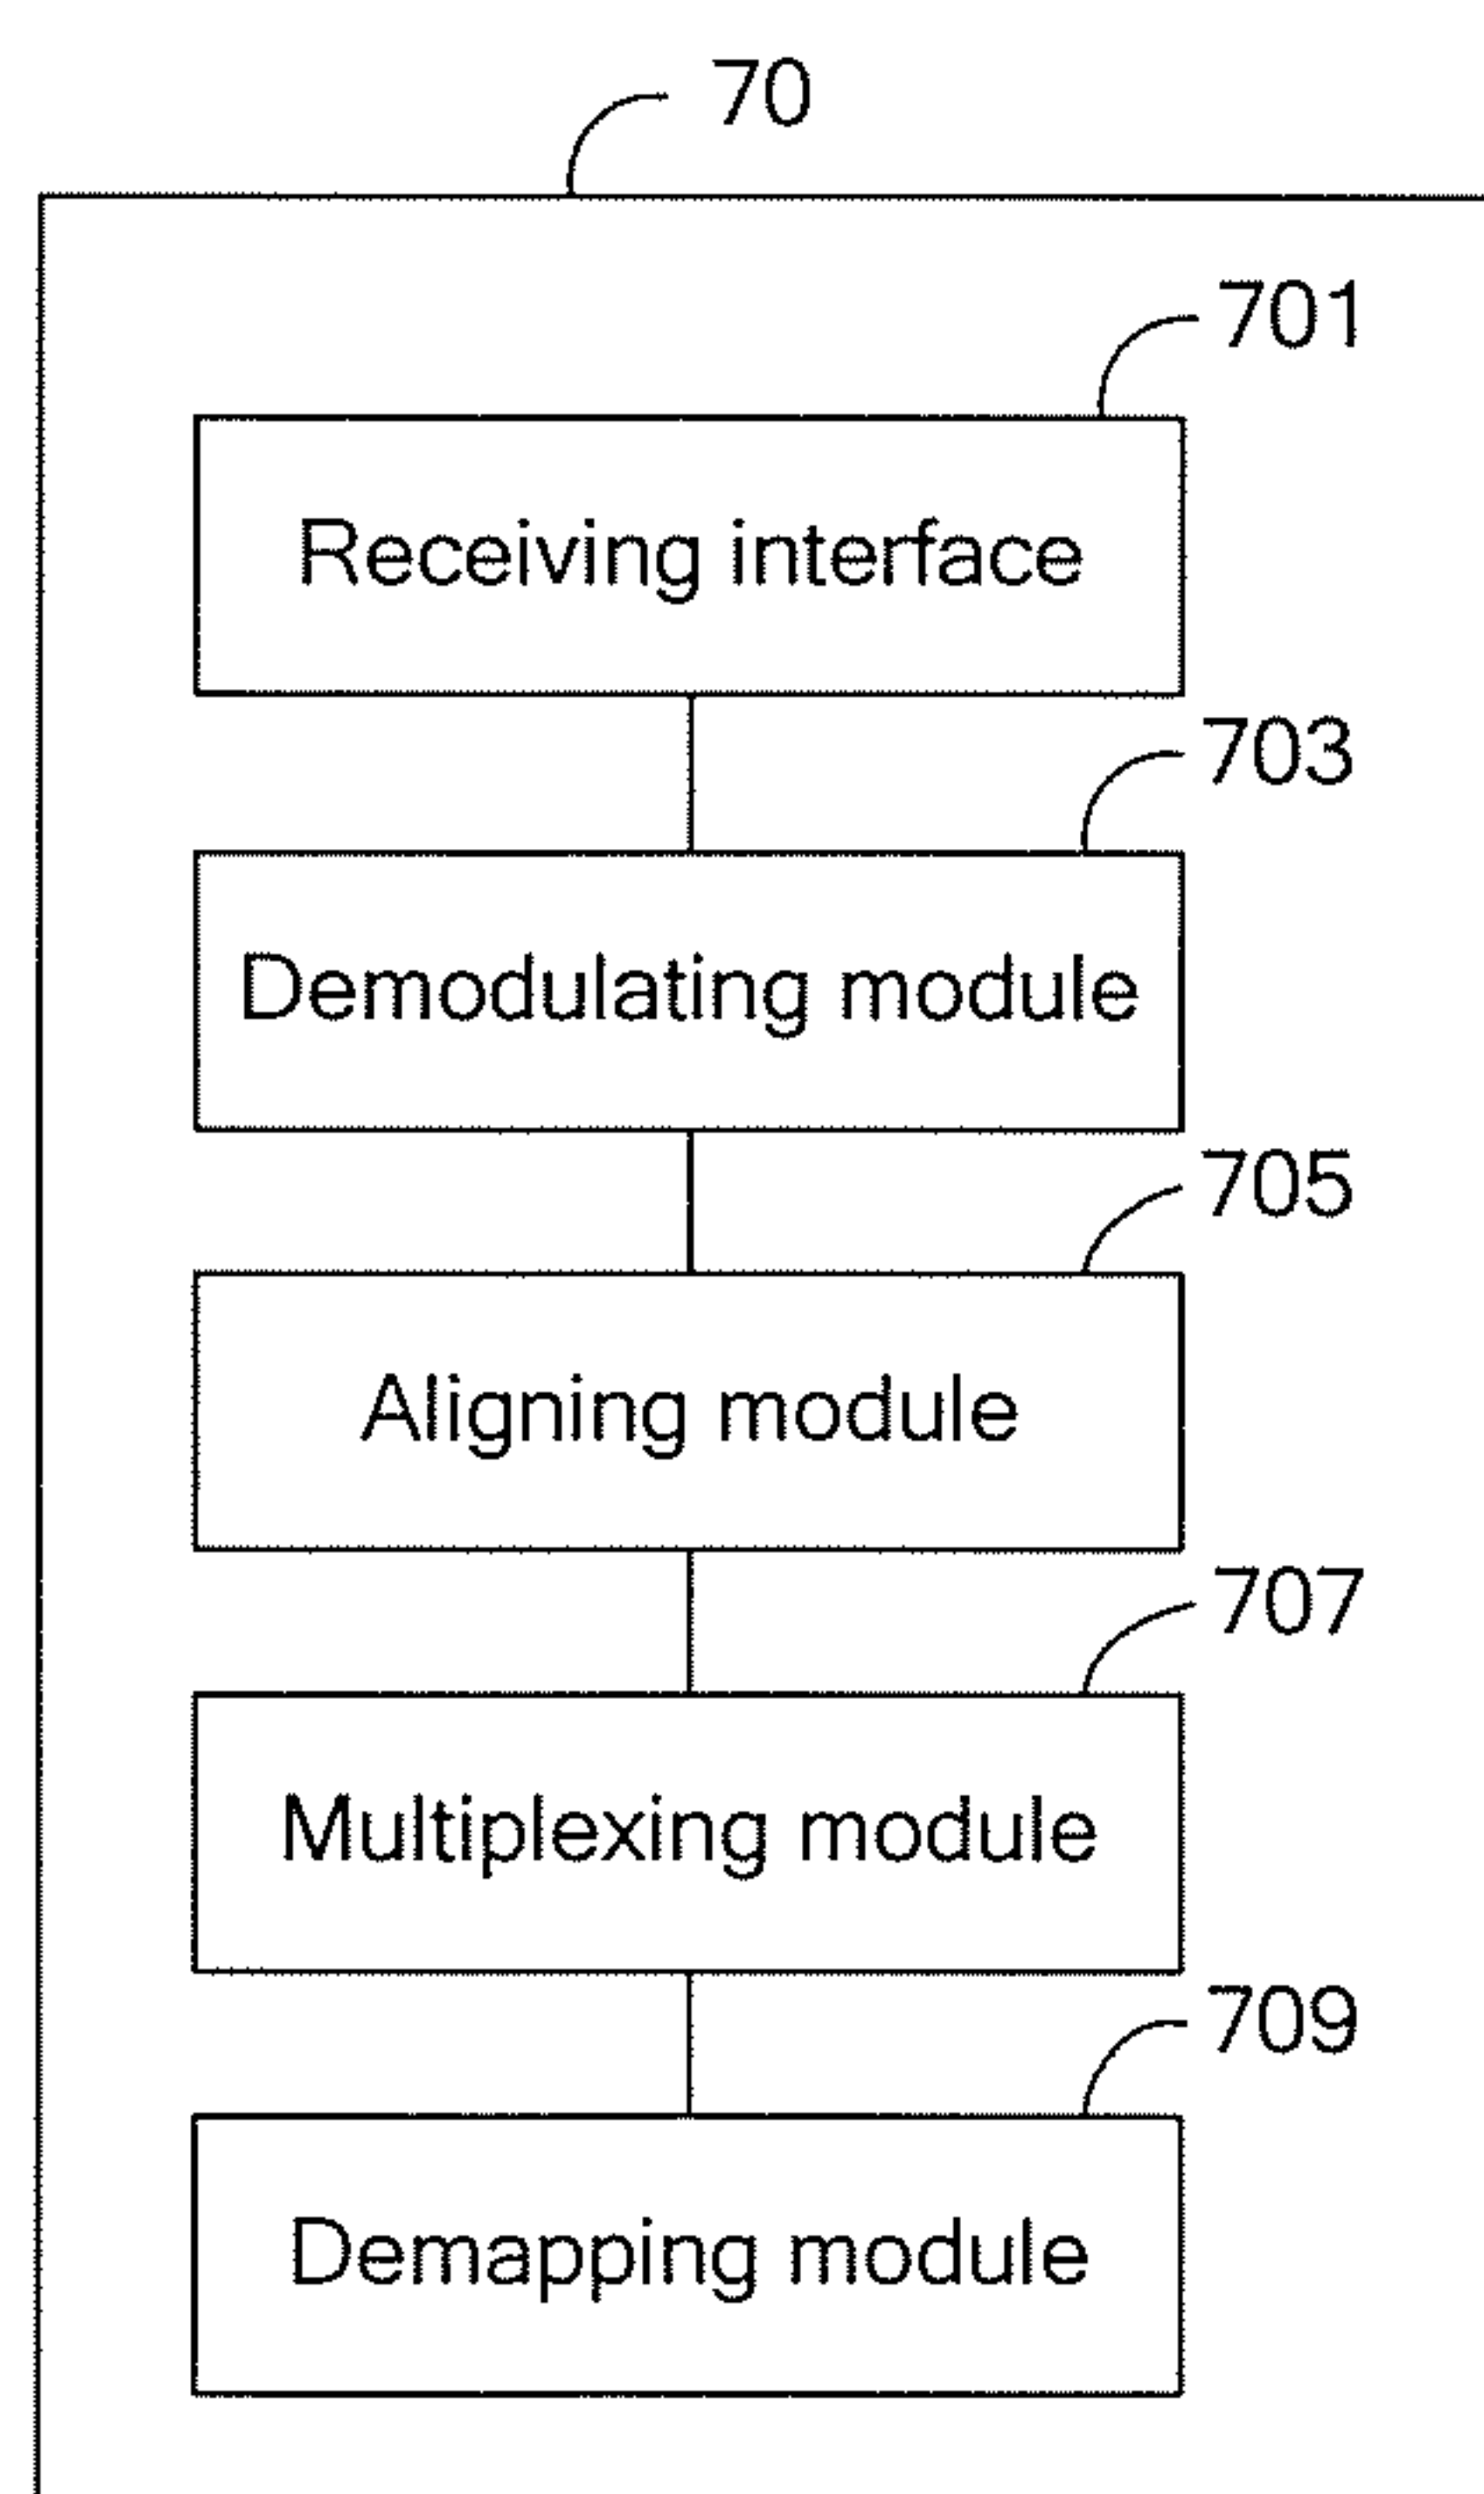 70
701
Receiving interface
703
Demodulating module
705
Aligning module
707
Multiplexing module
709
Demapping module